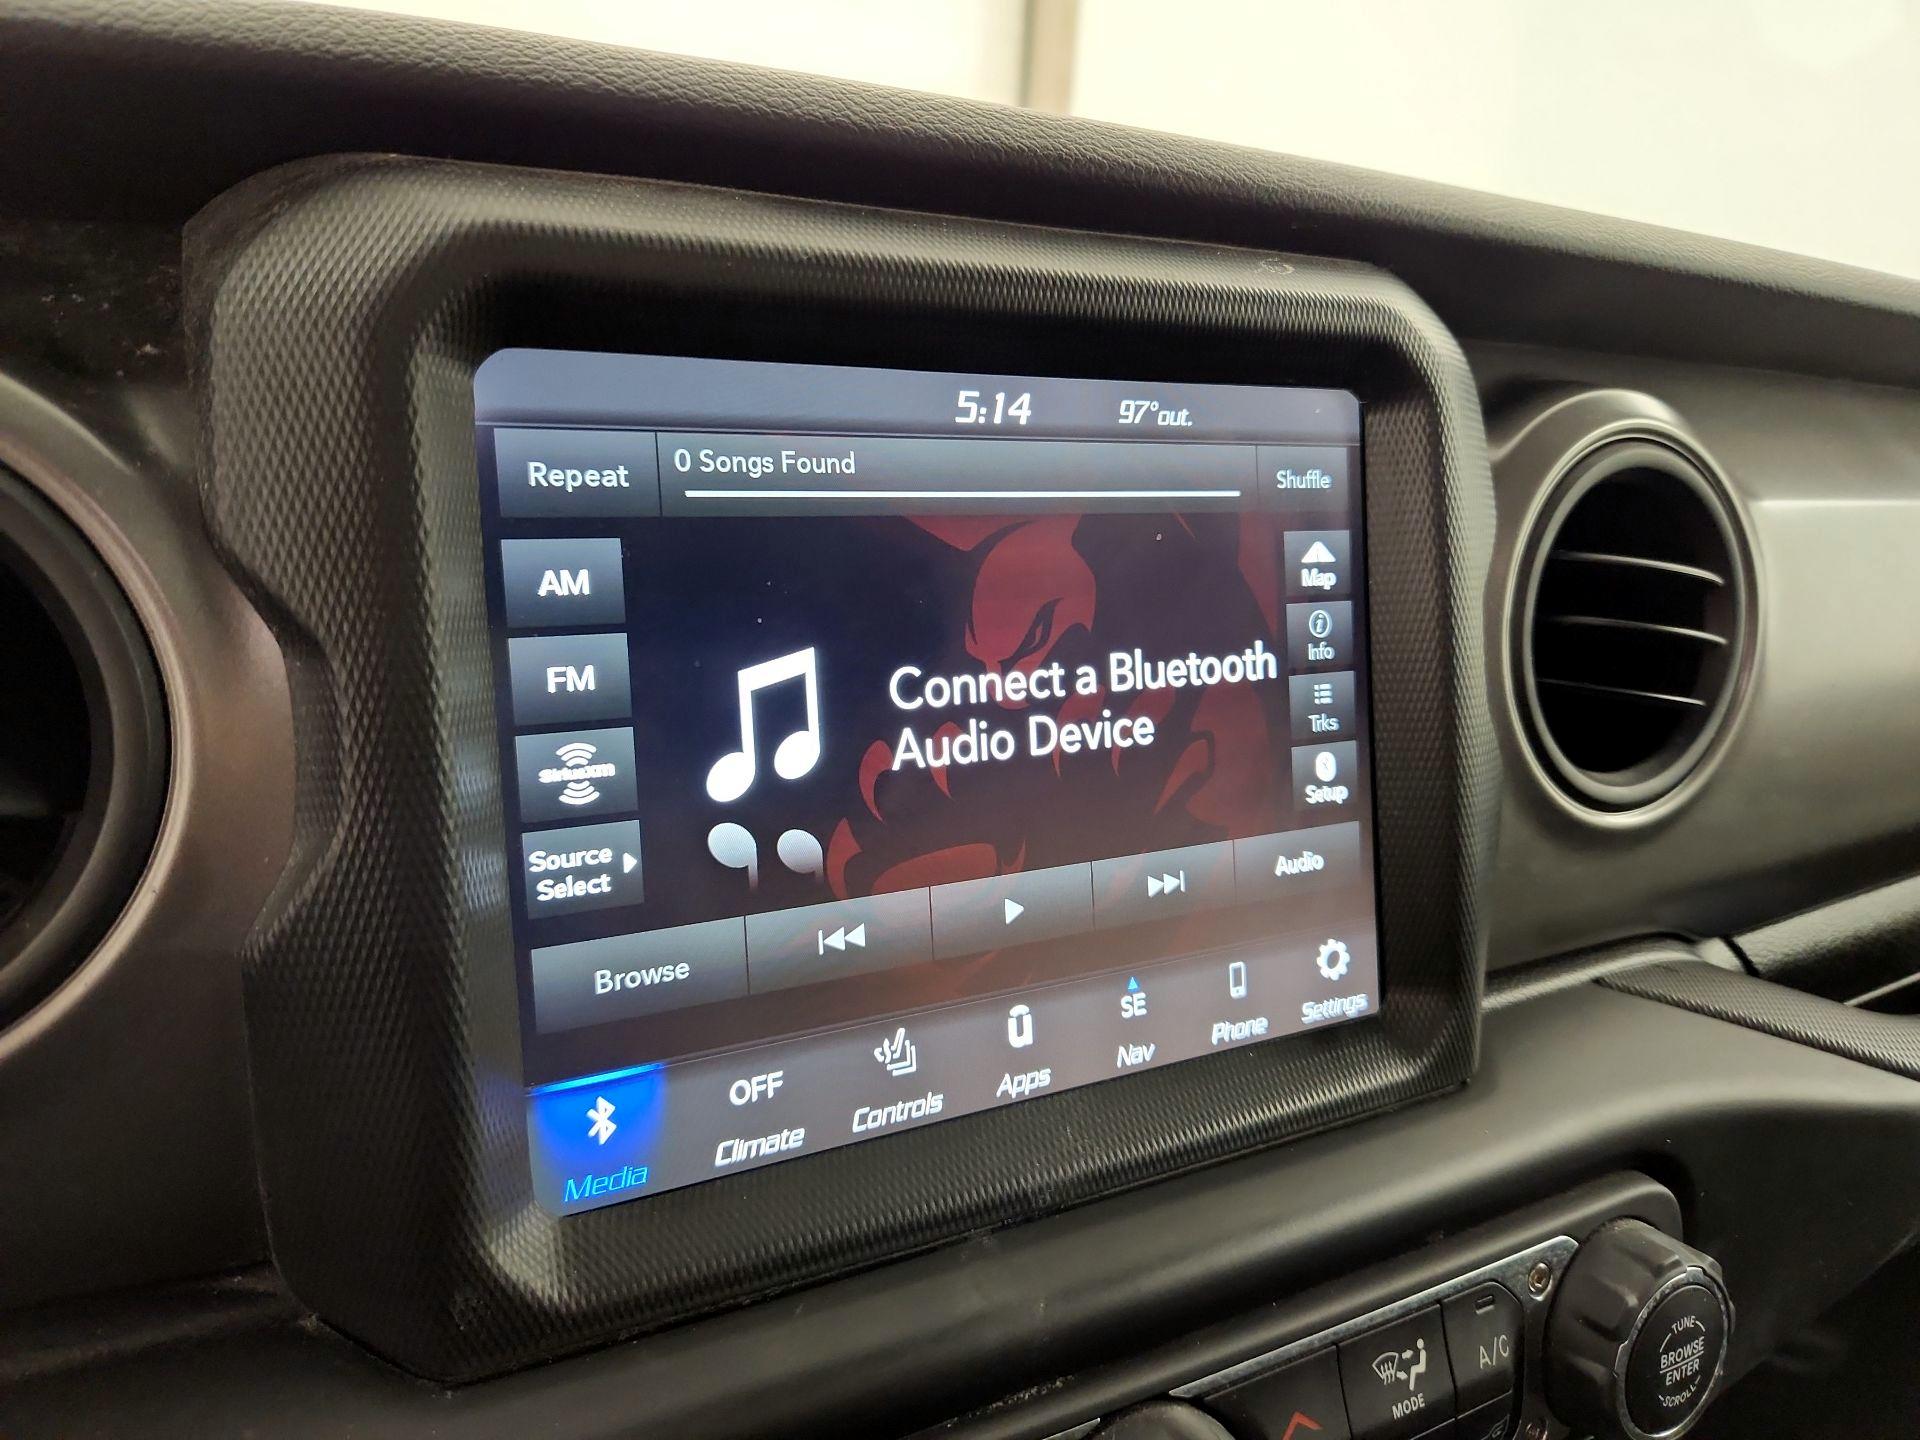 5:14 97°out.
Repeat
0 Songs Found
Shuffle
AM
FM
SiriusXM
Source
Select
Connect a Bluetooth
Audio Device
Map
Info
Trks
Setup
Browse
Audio
Media
OFF
Climate
Controls
Apps
SE
Nav
Phone
Settings
MODE
A/C
TUNE
BROWSE
ENTER
SCROLL